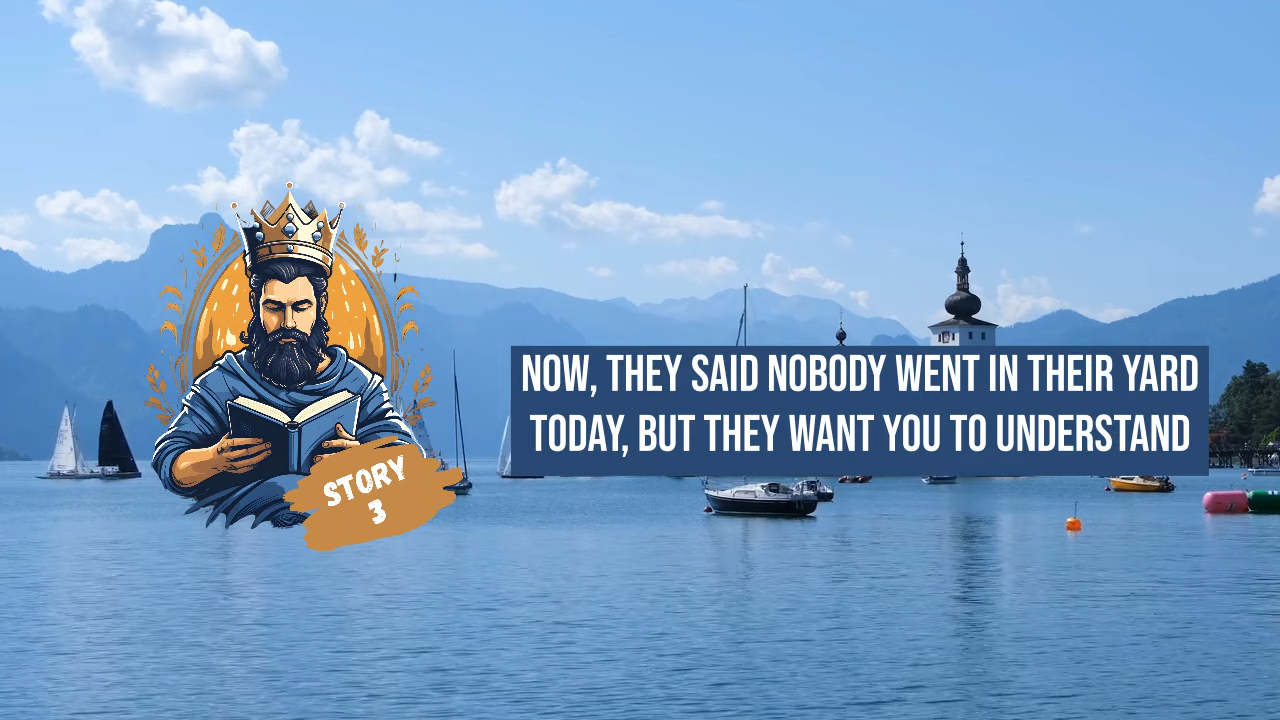 NOW, THEY SAID NOBODY WENT IN THEIR YARD
TODAY, BUT THEY WANT YOU TO UNDERSTAND
STORY
3